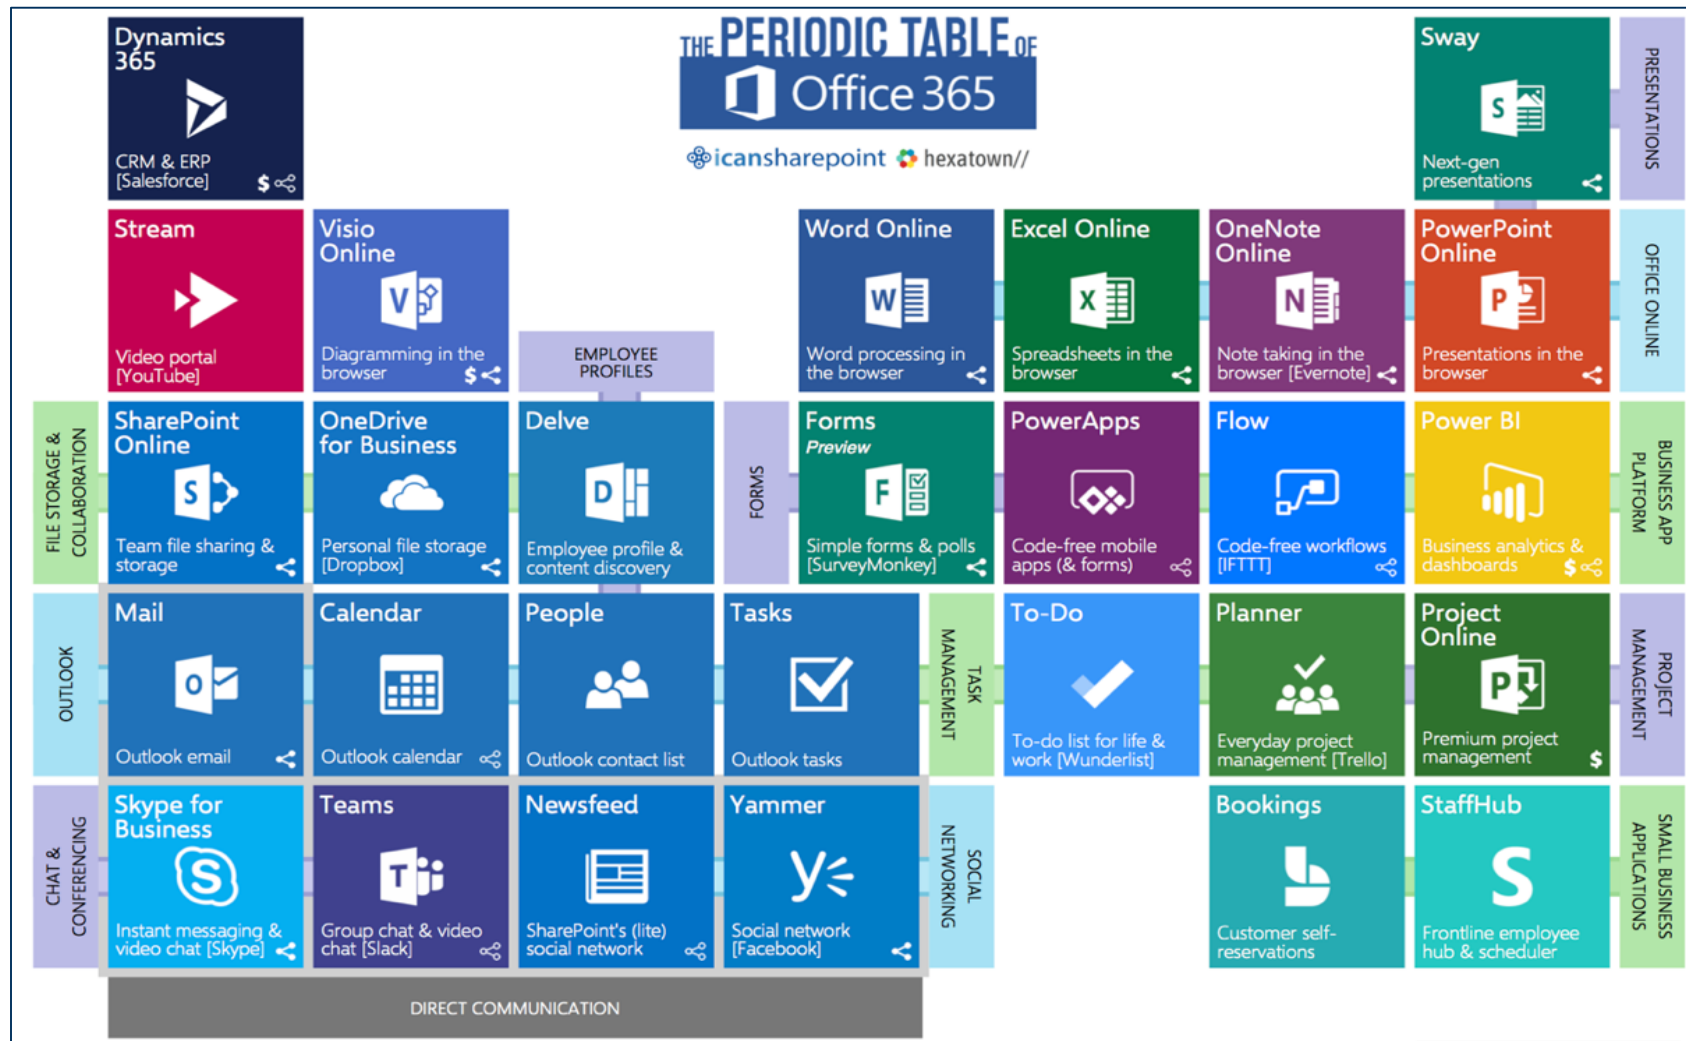 THE PERIODIC TABLE OF
Office 365
icansharepoint hexatown//
Dynamics
365
CRM & ERP
[Salesforce]
$
Sway
S
Next-gen
presentations
PRESENTATIONS
Stream
Video portal
[YouTube]
Visio
Online
V
Diagramming in the
browser
$
EMPLOYEE
PROFILES
Word Online
W
Word processing in
the browser
Excel Online
X
Spreadsheets in the
browser
OneNote
Online
N
Note taking in the
browser [Evernote]
PowerPoint
Online
P
Presentations in the
browser
OFFICE ONLINE
FILE STORAGE &
COLLABORATION
SharePoint
Online
S
Team file sharing &
storage
OneDrive
for Business
Personal file storage
[Dropbox]
Delve
D
Employee profile &
content discovery
FORMS
Forms
Preview
F
Simple forms & polls
[SurveyMonkey]
PowerApps
Code-free mobile
apps (& forms)
Flow
Code-free workflows
[IFTTT]
Power BI
Business analytics &
dashboards
$
BUSINESS APP
PLATFORM
OUTLOOK
Mail
O
Outlook email
Calendar
Outlook calendar
People
Outlook contact list
Tasks
Outlook tasks
TASK
MANAGEMENT
To-Do
To-do list for life &
work [Wunderlist]
Planner
Everyday project
management [Trello]
Project
Online
P
Premium project
management
$
PROJECT
MANAGEMENT
CHAT &
CONFERENCING
Skype for
Business
S
Instant messaging &
video chat [Skype]
Teams
T
Group chat & video
chat [Slack]
Newsfeed
SharePoint's (lite)
social network
Yammer
y
Social network
[Facebook]
SOCIAL
NETWORKING
Bookings
Customer self-
reservations
StaffHub
S
Frontline employee
hub & scheduler
SMALL BUSINESS
APPLICATIONS
DIRECT COMMUNICATION